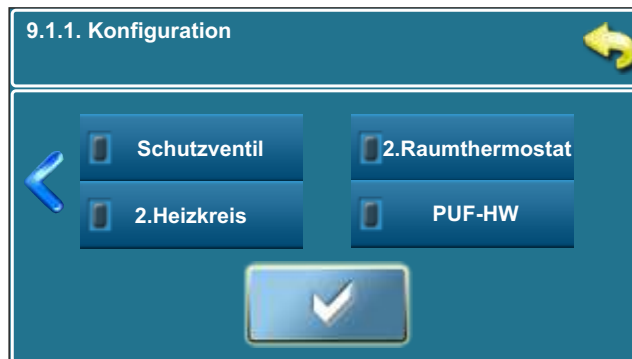 9.1.1. Konfiguration
Schutzventil
2.Raumthermostat
2.Heizkreis
PUF-HW